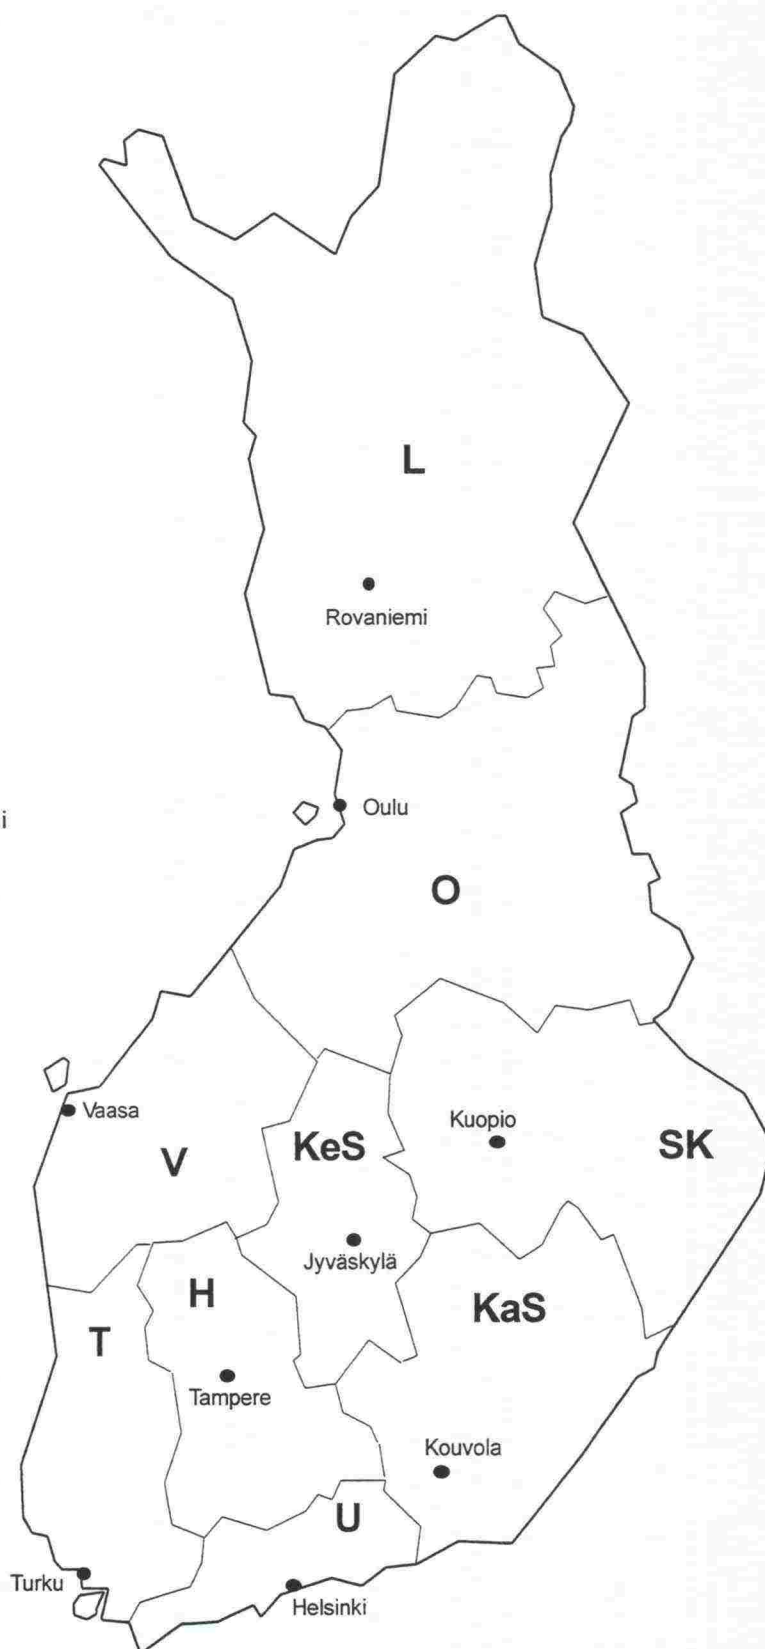 L
Rovaniemi
Oulu
i
O
Vaasa
Kuopio
KeS
SK
V
Jyväskylä
H
KaS
T
Tampere
Kouvola
U
Turku
Helsinki